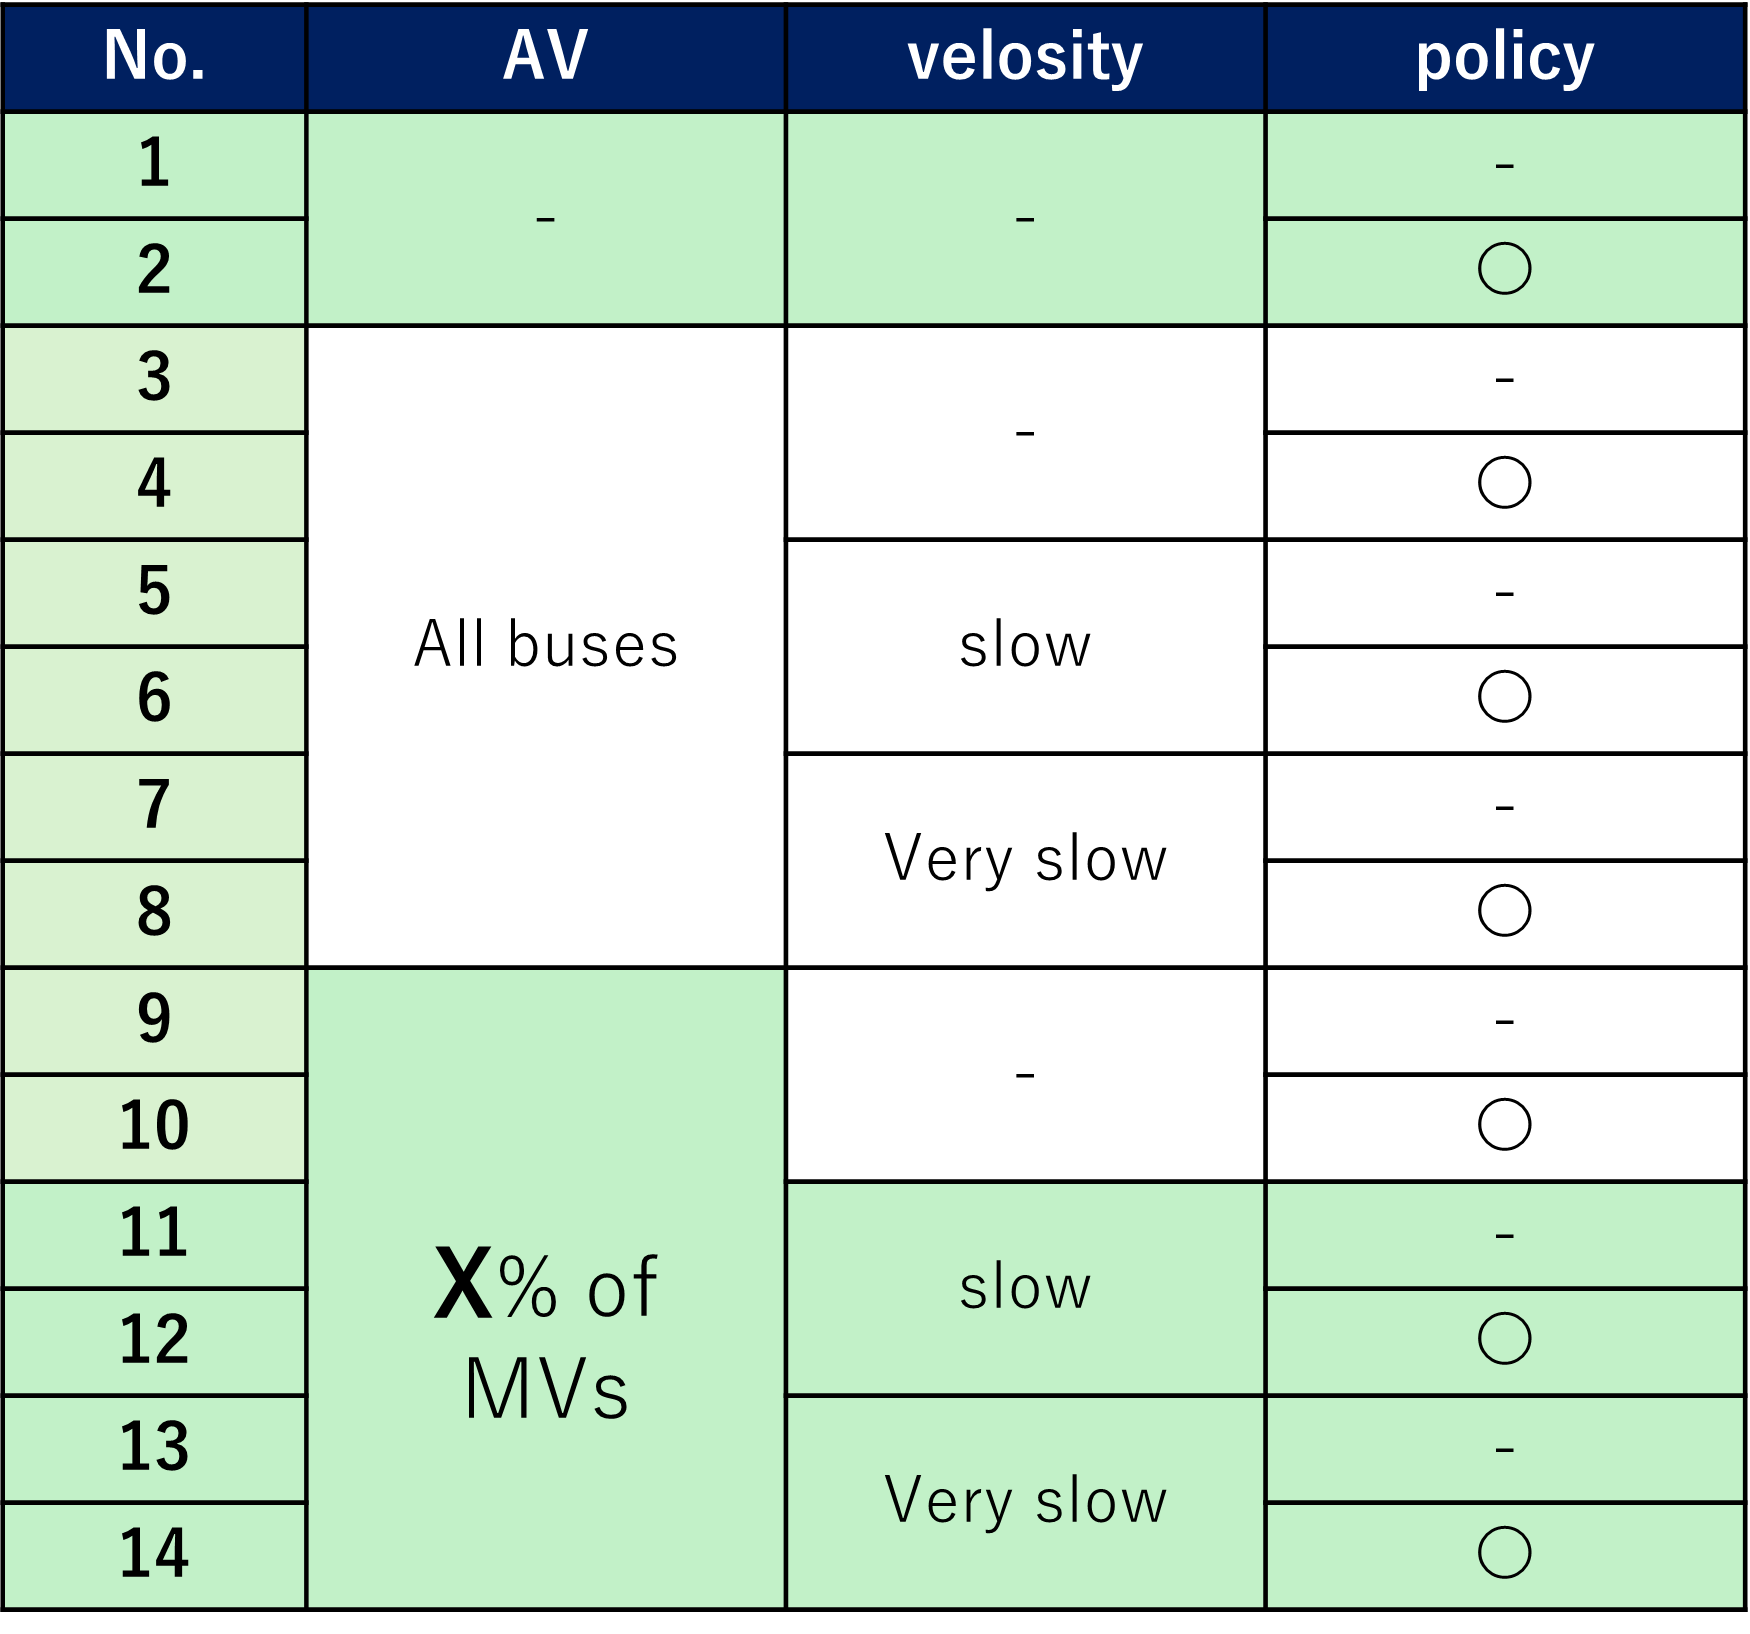 No. AV velosity policy
1 - - -
2 ○
3 All buses - -
4 ○
5 slow -
6 ○
7 Very slow -
8 ○
9 X% of MVs - -
10 ○
11 slow -
12 ○
13 Very slow -
14 ○